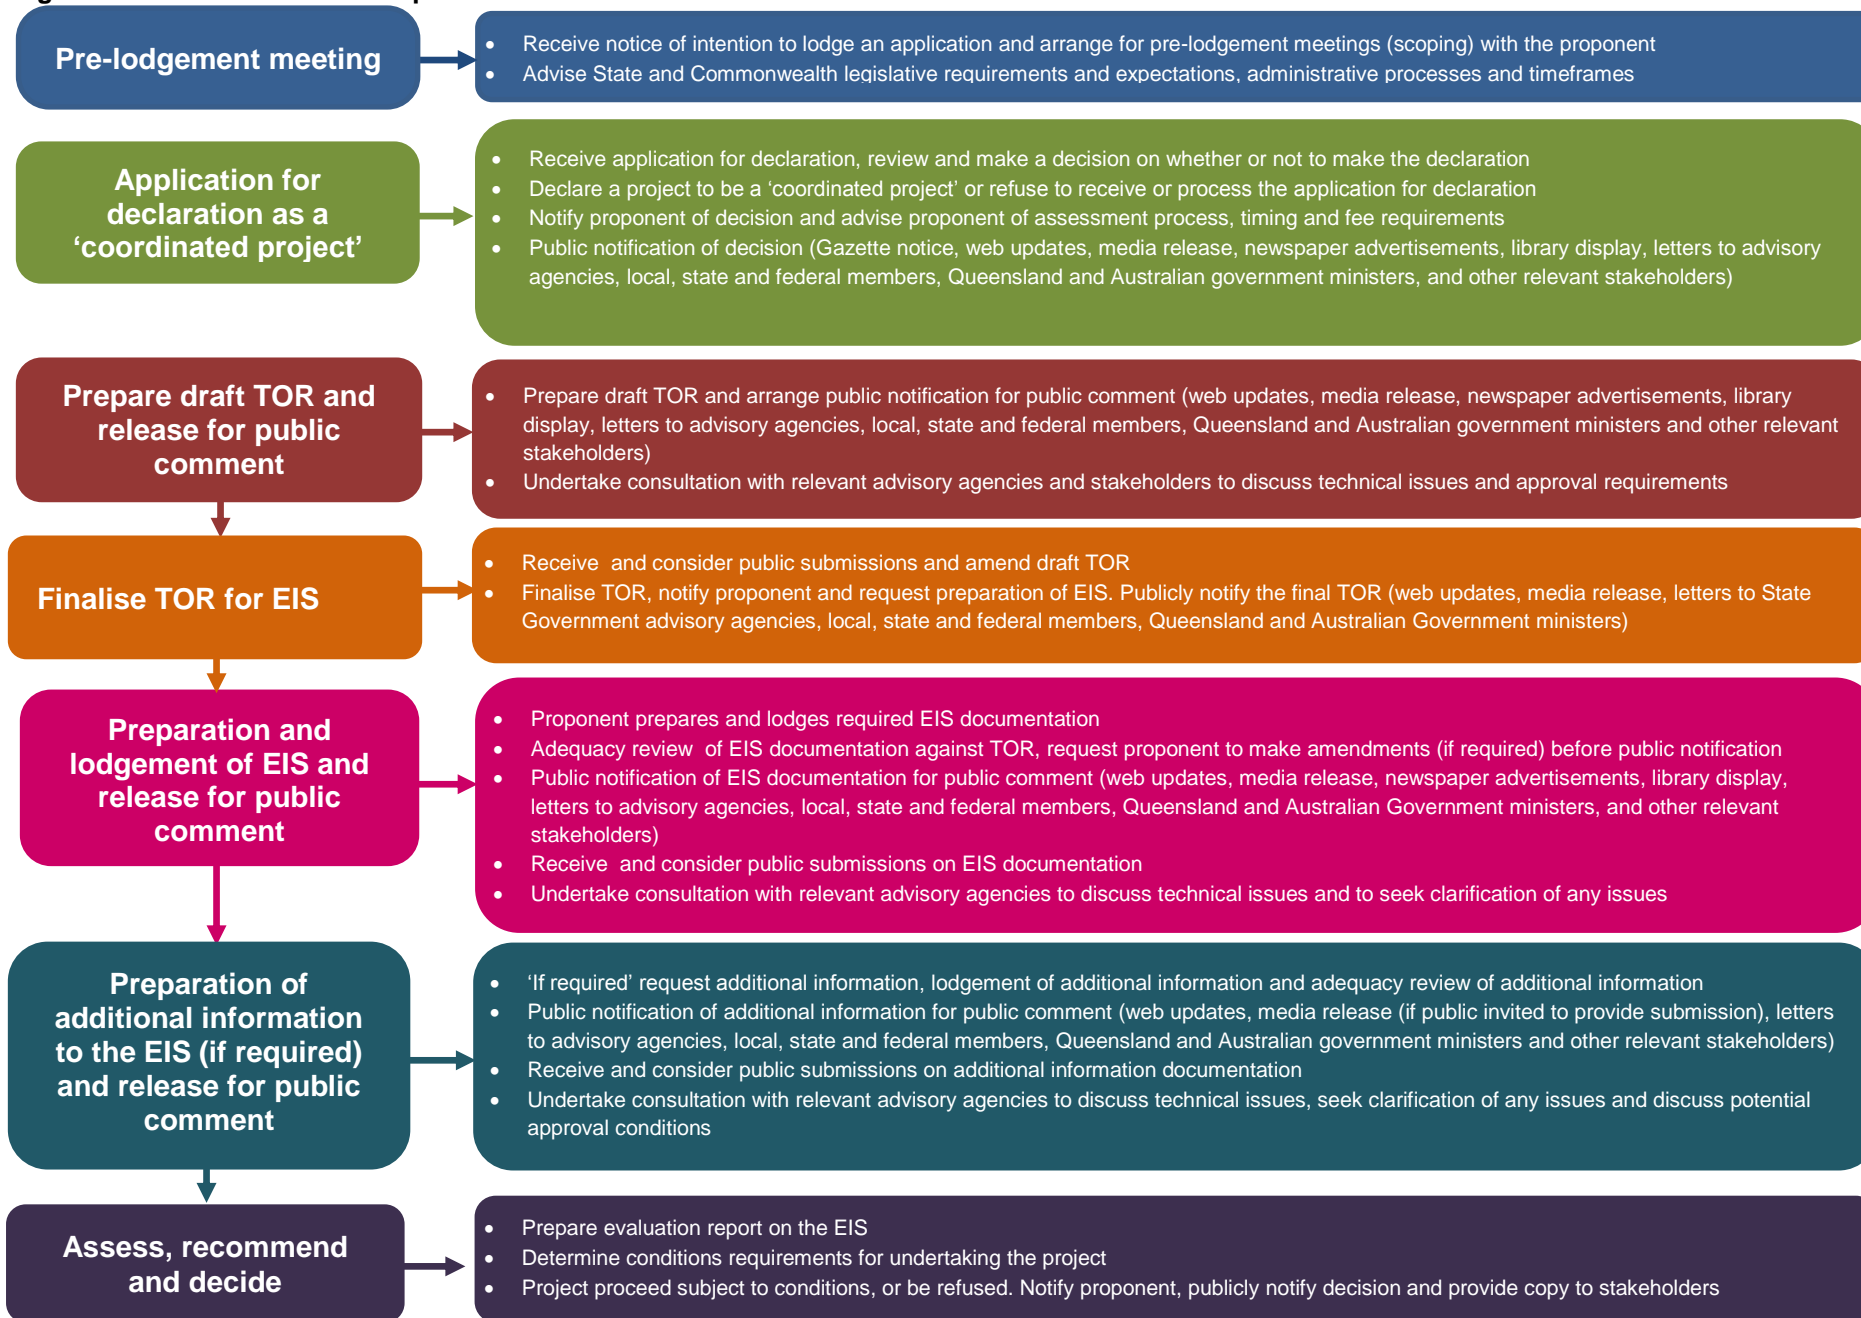 Pre-lodgement meeting
• Receive notice of intention to lodge an application and arrange for pre-lodgement meetings (scoping) with the proponent
• Advise State and Commonwealth legislative requirements and expectations, administrative processes and timeframes
Application for
declaration as a
‘coordinated project’
• Receive application for declaration, review and make a decision on whether or not to make the declaration
• Declare a project to be a ‘coordinated project’ or refuse to receive or process the application for declaration
• Notify proponent of decision and advise proponent of assessment process, timing and fee requirements
• Public notification of decision (Gazette notice, web updates, media release, newspaper advertisements, library display, letters to advisory
agencies, local, state and federal members, Queensland and Australian government ministers, and other relevant stakeholders)
Prepare draft TOR and
release for public
comment
• Prepare draft TOR and arrange public notification for public comment (web updates, media release, newspaper advertisements, library
display, letters to advisory agencies, local, state and federal members, Queensland and Australian government ministers and other relevant
stakeholders)
• Undertake consultation with relevant advisory agencies and stakeholders to discuss technical issues and approval requirements
Finalise TOR for EIS
• Receive and consider public submissions and amend draft TOR
• Finalise TOR, notify proponent and request preparation of EIS. Publicly notify the final TOR (web updates, media release, letters to State
Government advisory agencies, local, state and federal members, Queensland and Australian Government ministers)
Preparation and
lodgement of EIS and
release for public
comment
• Proponent prepares and lodges required EIS documentation
• Adequacy review of EIS documentation against TOR, request proponent to make amendments (if required) before public notification
• Public notification of EIS documentation for public comment (web updates, media release, newspaper advertisements, library display,
letters to advisory agencies, local, state and federal members, Queensland and Australian Government ministers, and other relevant
stakeholders)
• Receive and consider public submissions on EIS documentation
• Undertake consultation with relevant advisory agencies to discuss technical issues and to seek clarification of any issues
Preparation of
additional information
to the EIS (if required)
and release for public
comment
• ‘If required’ request additional information, lodgement of additional information and adequacy review of additional information
• Public notification of additional information for public comment (web updates, media release (if public invited to provide submission), letters
to advisory agencies, local, state and federal members, Queensland and Australian government ministers and other relevant stakeholders)
• Receive and consider public submissions on additional information documentation
• Undertake consultation with relevant advisory agencies to discuss technical issues, seek clarification of any issues and discuss potential
approval conditions
Assess, recommend
and decide
• Prepare evaluation report on the EIS
• Determine conditions requirements for undertaking the project
• Project proceed subject to conditions, or be refused. Notify proponent, publicly notify decision and provide copy to stakeholders